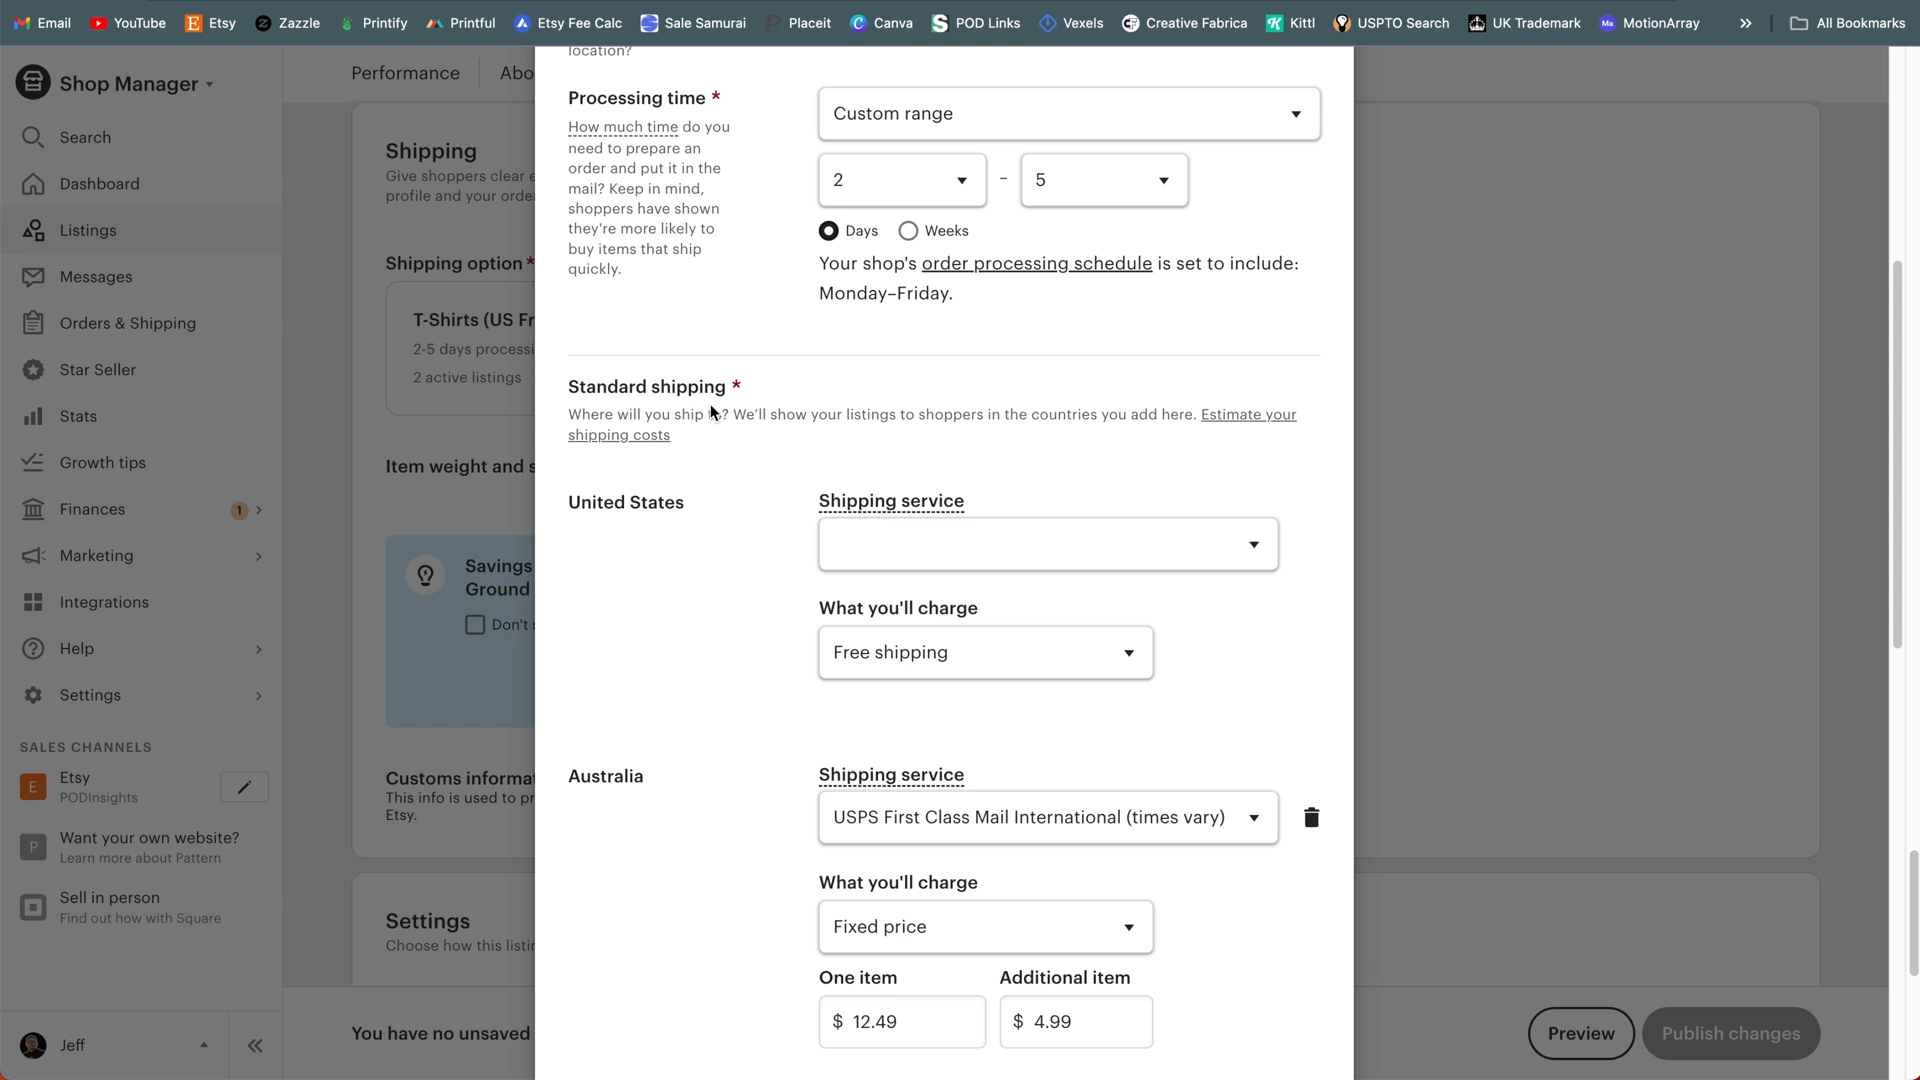 Email
YouTube
Etsy
Zazzle
Printify
Printful
Etsy Fee Calc
Sale Samurai
Placeit
Canva
POD Links
Vexels
Creative Fabrica
Kittl
USPTO Search
UK Trademark
MotionArray
»
All Bookmarks
Shop Manager
Search
Dashboard
Listings
Messages
Orders & Shipping
Star Seller
Stats
Growth tips
Finances
1
Marketing
Integrations
Help
Settings
SALES CHANNELS
Etsy
PODInsights
Want your own website?
Learn more about Pattern
Sell in person
Find out how with Square
Jeff
Performance
Abo
Shipping
Give shoppers clear e
profile and your orde
Shipping option *
T-Shirts (US Fr
2-5 days processi
2 active listings
Item weight and s
Savings
Ground
Don't s
Customs informat
This info is used to pr
Etsy.
Settings
Choose how this listin
You have no unsaved
location?
Processing time *
How much time do you
need to prepare an
order and put it in the
mail? Keep in mind,
shoppers have shown
they're more likely to
buy items that ship
quickly.
Custom range
2 - 5
Days
Weeks
Your shop's order processing schedule is set to include:
Monday–Friday.
Standard shipping *
Where will you ship ? We'll show your listings to shoppers in the countries you add here. Estimate your
shipping costs
United States
Shipping service
What you'll charge
Free shipping
Australia
Shipping service
USPS First Class Mail International (times vary)
What you'll charge
Fixed price
One item
Additional item
$ 12.49
$ 4.99
Preview
Publish changes